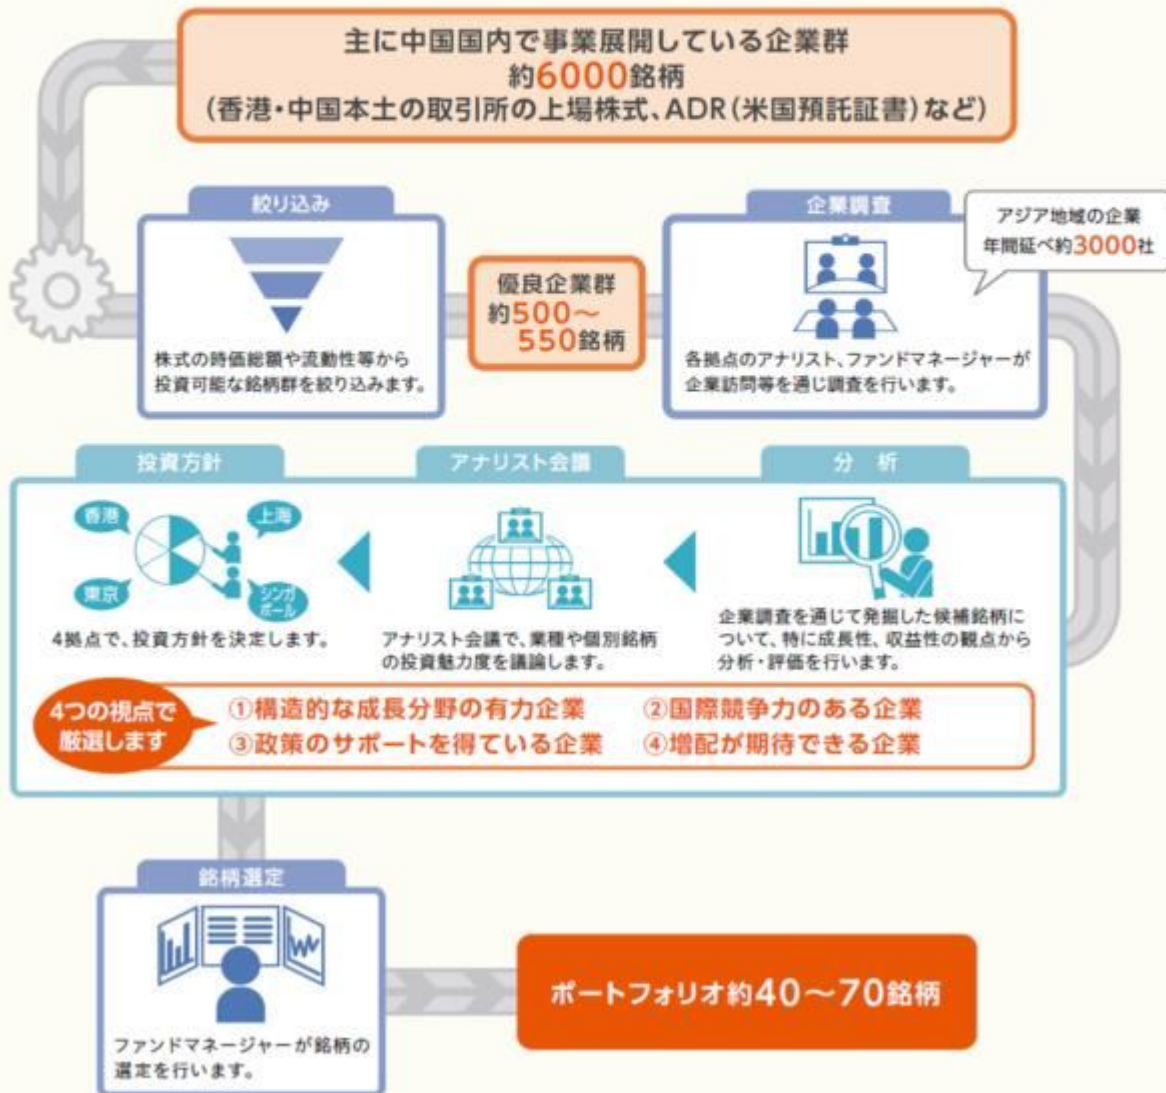 主に中国国内で事業展開している企業群
約6000銘柄
(香港・中国本土の取引所の上場株式、ADR(米国預託証書)など)
絞り込み
株式の時価総額や流動性等から
投資可能な銘柄群を絞り込みます。
優良企業群
約500〜
550銘柄
企業調査
アジア地域の企業
年間延べ約3000社
各拠点のアナリスト、ファンドマネージャーが
企業訪問等を通じ調査を行います。
分 析
企業調査を通じて発掘した候補銘柄に
ついて、特に成長性、収益性の観点から
分析・評価を行います。
アナリスト会議
アナリスト会議で、業種や個別銘柄
の投資魅力度を議論します。
投資方針
香港
上海
東京
シンガ
ポール
4拠点で、投資方針を決定します。
4つの視点で
厳選します
①構造的な成長分野の有力企業 ②国際競争力のある企業
③政策のサポートを得ている企業 ④増配が期待できる企業
銘柄選定
ファンドマネージャーが銘柄の
選定を行います。
ポートフォリオ約40〜70銘柄